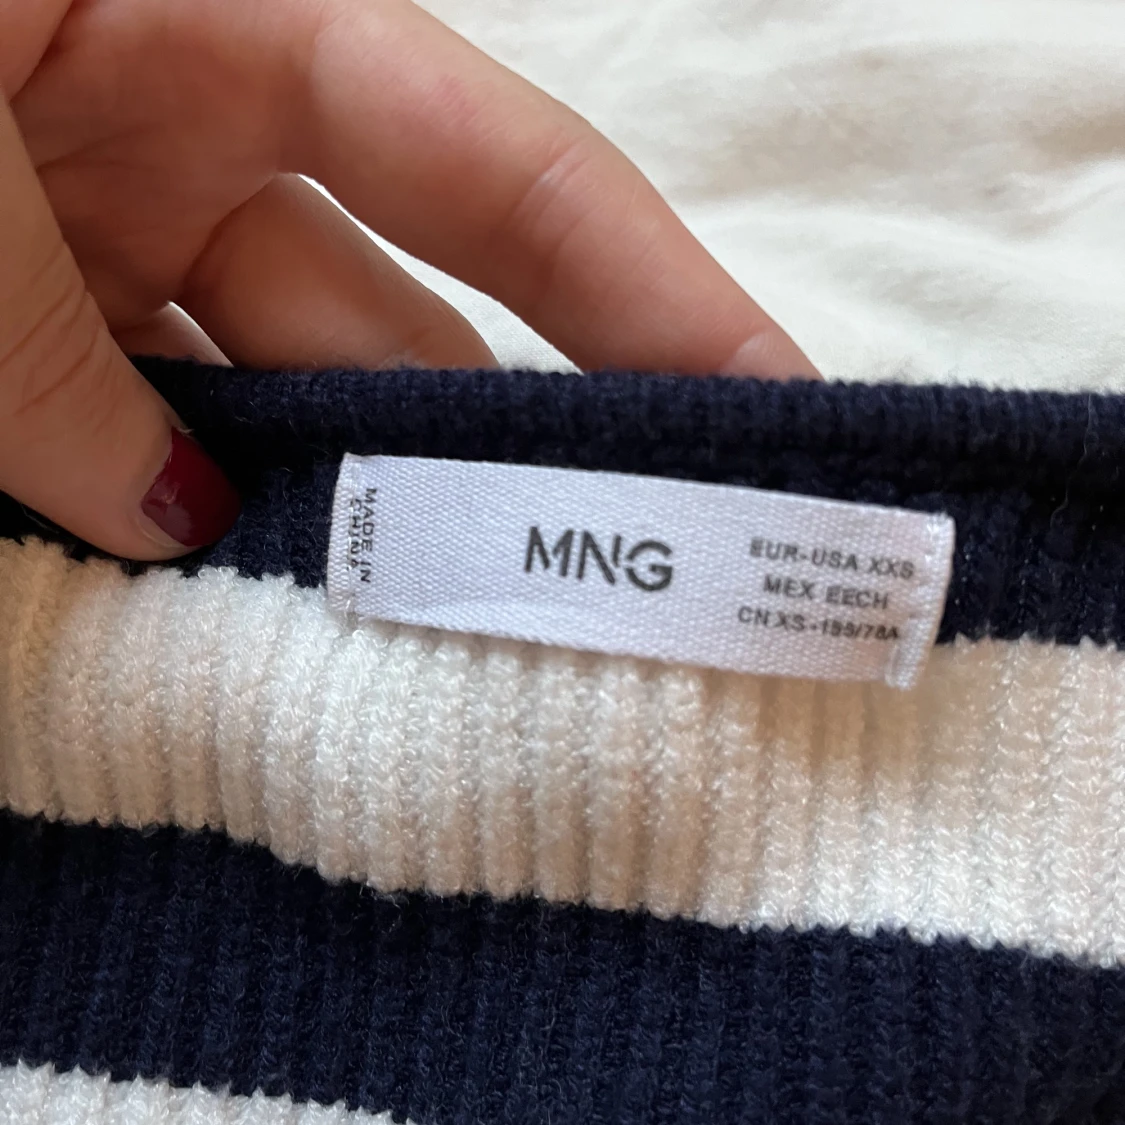 MADE IN
CHINA
MNG
EUR-USA XXS
MEX EECH
CN XS -155/78A